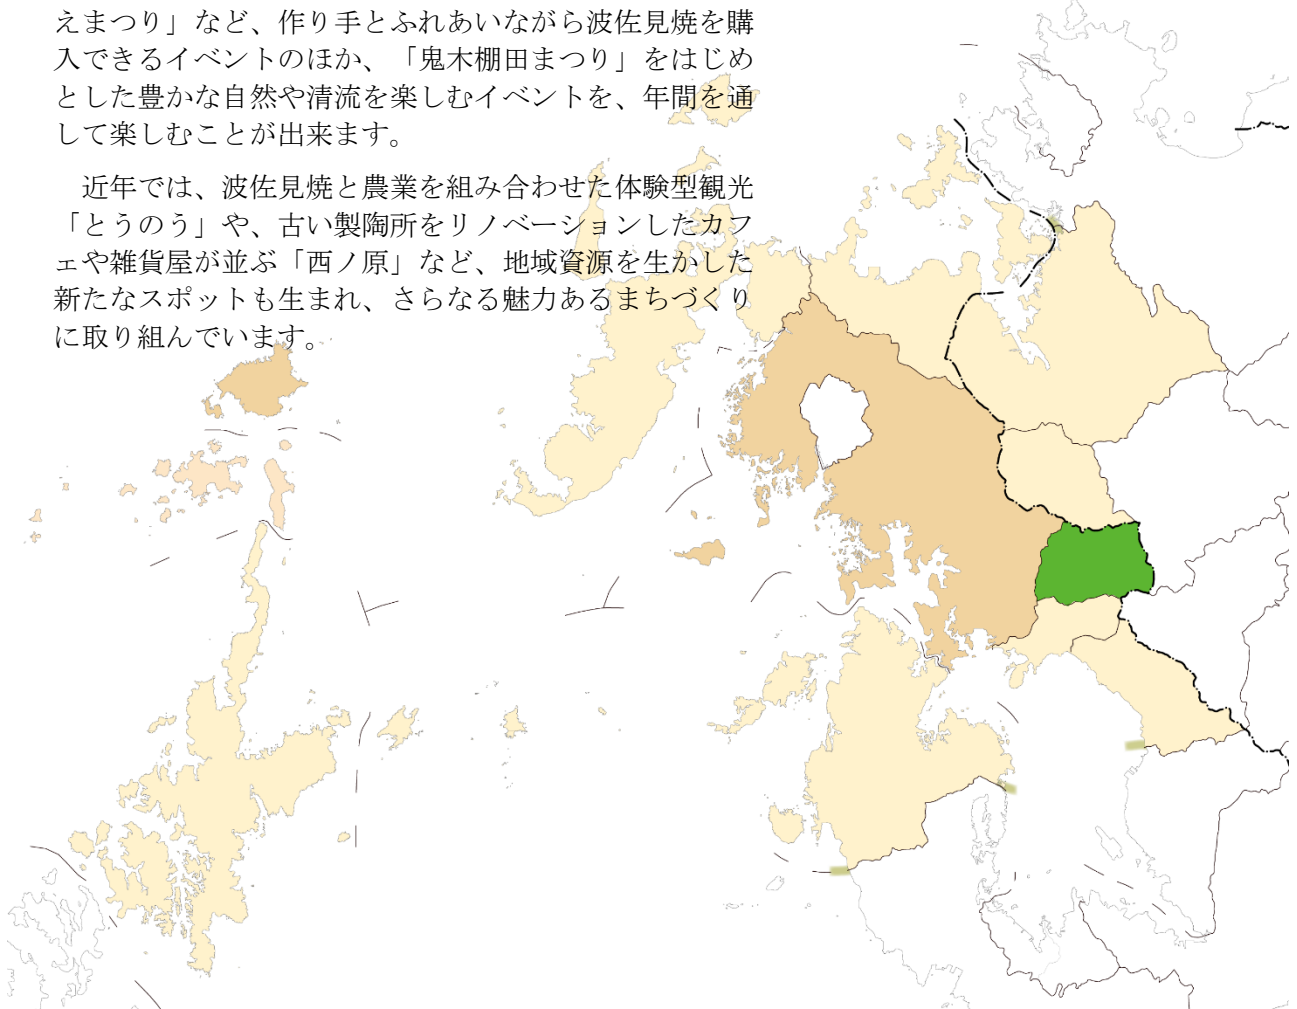 えまつり」など、作り手とふれあいながら波佐見焼を購
入できるイベントのほか、「鬼木棚田まつり」をはじめ
とした豊かな自然や清流を楽しむイベントを、年間を通
して楽しむことが出来ます。
　近年では、波佐見焼と農業を組み合わせた体験型観光
「とうのう」や、古い製陶所をリノベーションしたカフ
ェや雑貨屋が並ぶ「西ノ原」など、地域資源を生かした
新たなスポットも生まれ、さらなる魅力あるまちづくり
に取り組んでいます。